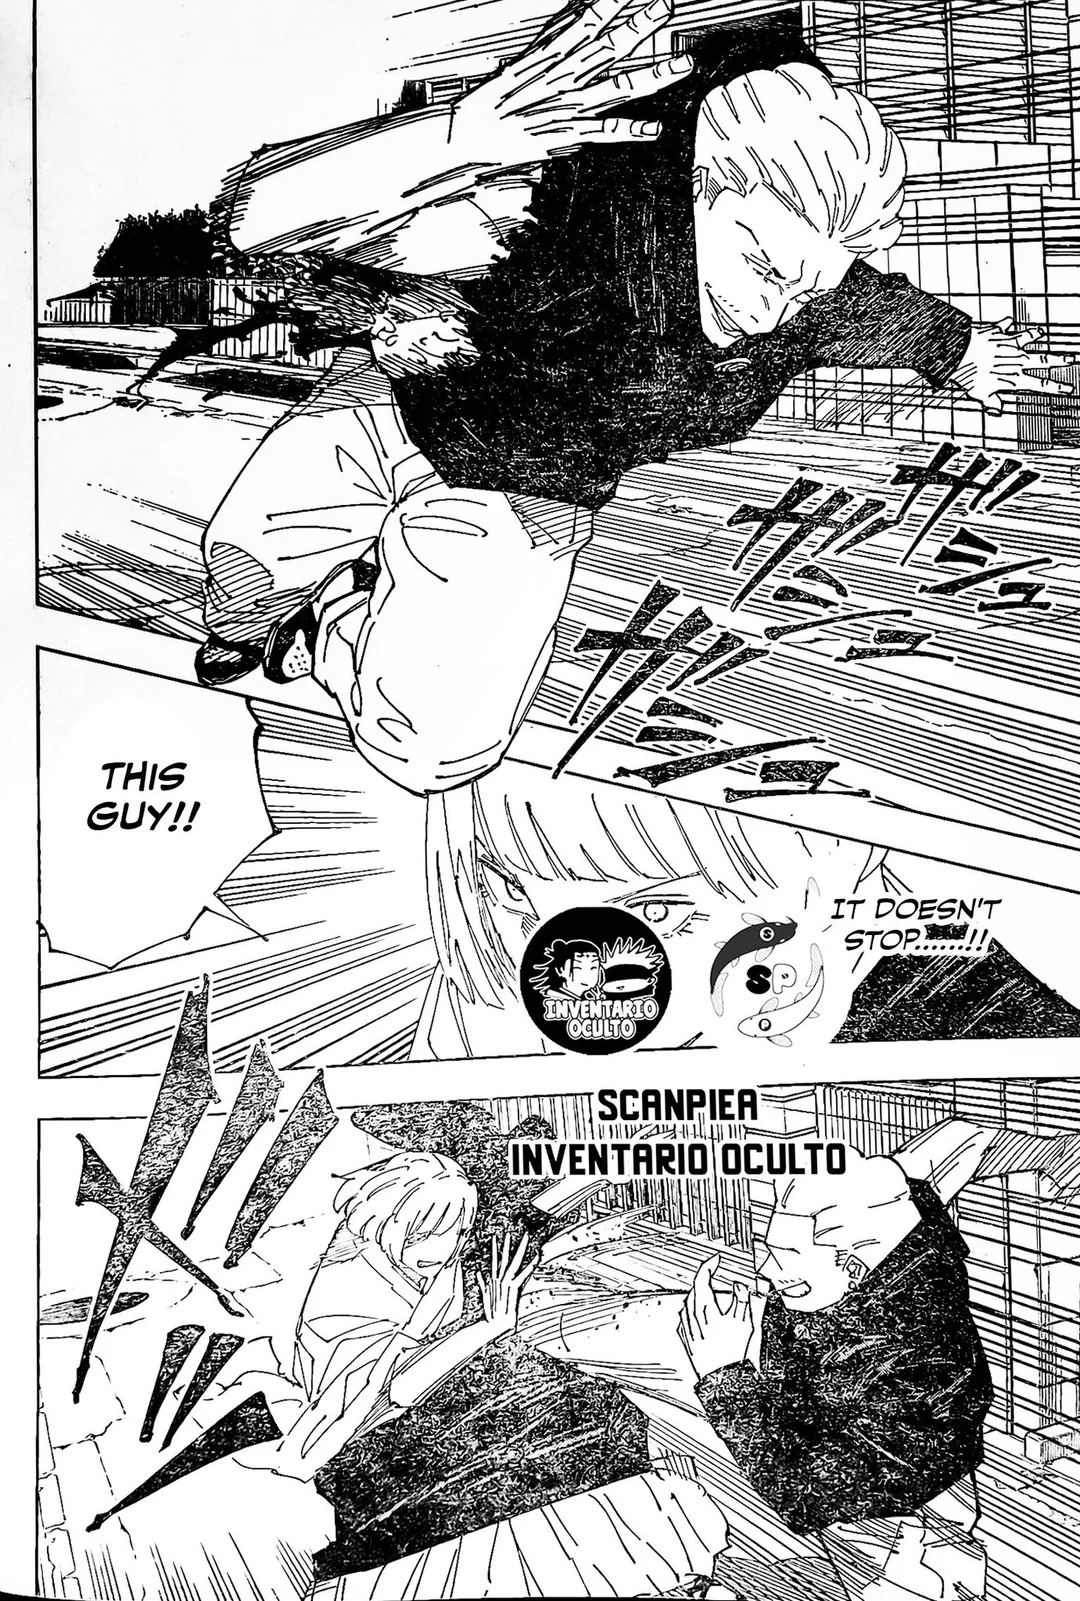 ザザザ
シュシュシュ
THIS
GUY!!
IT DOESN'T
STOP.......!!
S
SP
P
INVENTARIO
OCULTO
SCANPIEA
INVENTARIO OCULTO